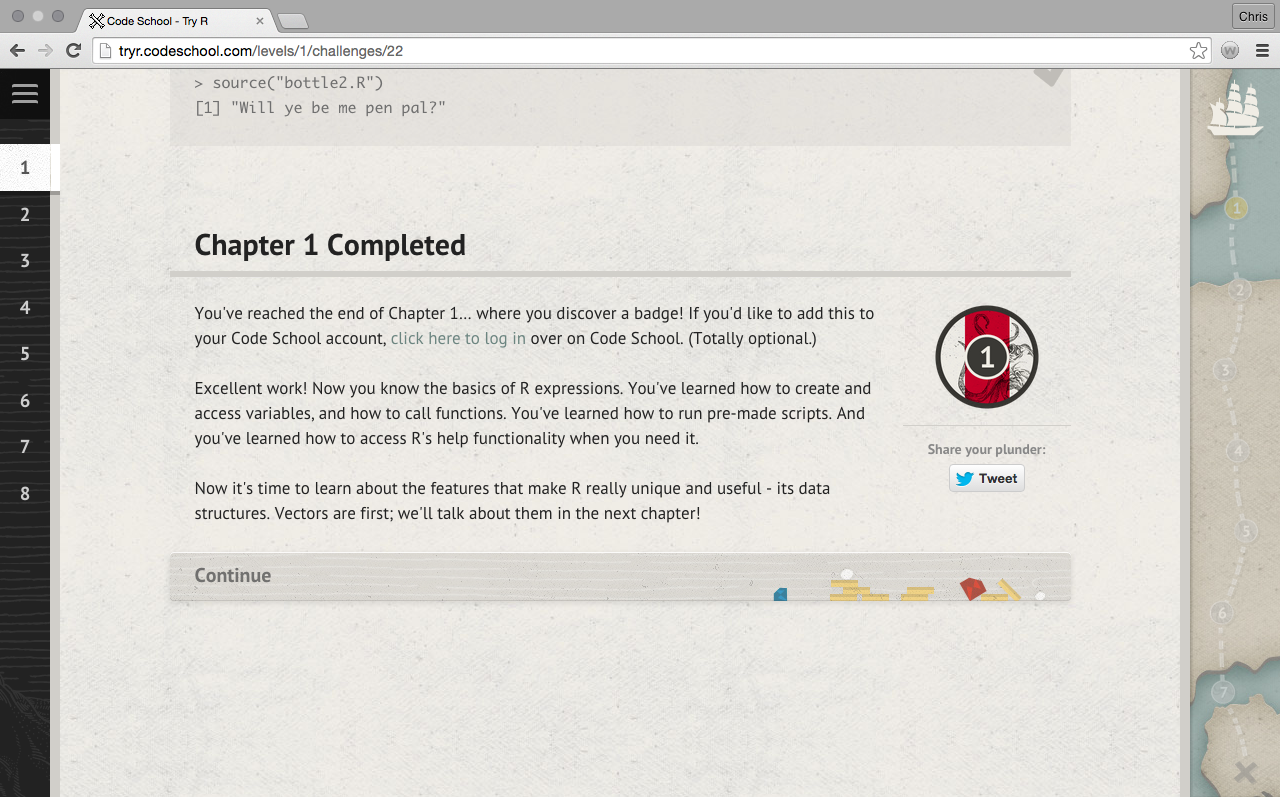 Code School - Try R
Chris
tryr.codeschool.com/levels/1/challenges/22
W
> source("bottle2.R")
[1] "Will ye be me pen pal?"
1
2
3
4
5
6
7
8
Chapter 1 Completed
You've reached the end of Chapter 1... where you discover a badge! If you'd like to add this to
your Code School account, click here to log in over on Code School. (Totally optional.)
Excellent work! Now you know the basics of R expressions. You've learned how to create and
access variables, and how to call functions. You've learned how to run pre-made scripts. And
you've learned how to access R's help functionality when you need it.
Now it's time to learn about the features that make R really unique and useful - its data
structures. Vectors are first; we'll talk about them in the next chapter!
1
Share your plunder:
Tweet
Continue
1
2
3
4
5
6
7